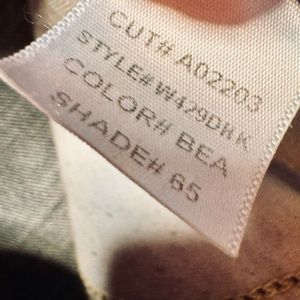 CUT# A02203
STYLE# W429DHK
COLOR# BEA
SHADE# 65